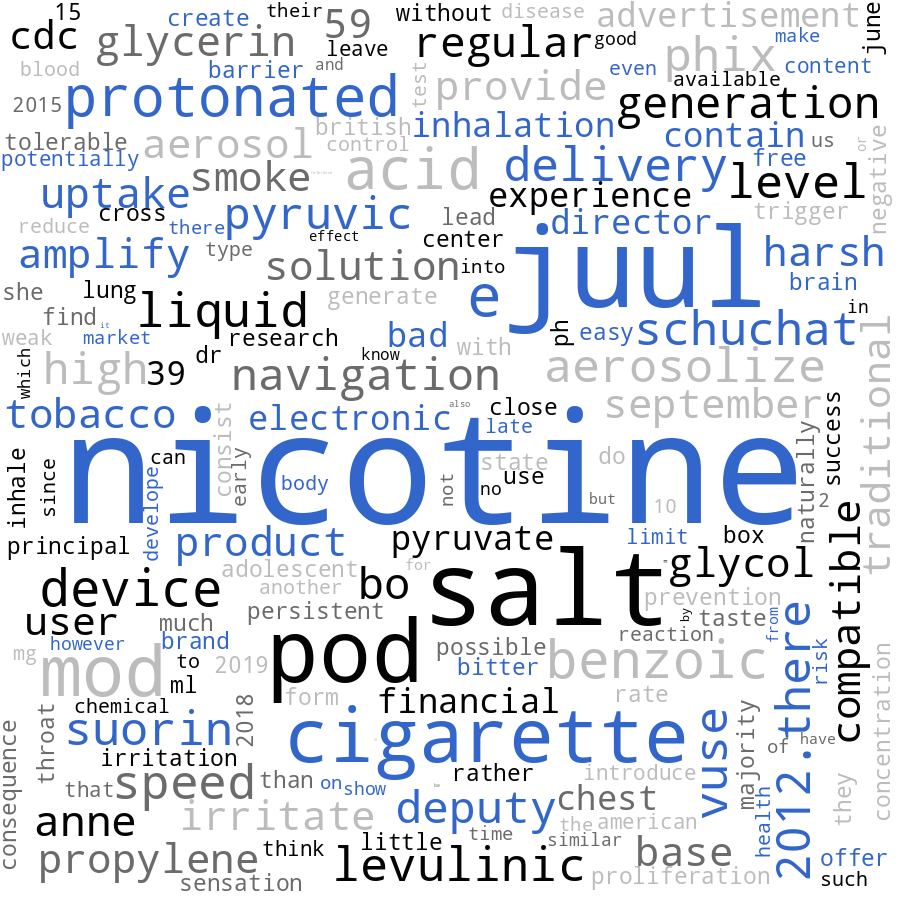 15
create
their
59
without
disease
advertisement
june
cdc
glycerin
leave
regular
good
make
blood
barrier
and
test
phix
even
available
content
2015
protonated
provide
generation
tolerable
aerosol
british
control
inhalation
contain
us
or
negative
potentially
smoke
acid
delivery
free
level
uptake
cross
experience
trigger
reduce
there
pyruvic
lead
director
amplify
type
effect
center
juul
harsh
she
lung
solution
into
e
brain
find
liquid
generate
in
weak
market
it
research
bad
with
ph
easy
schuchat
which
high
39
dr
know
navigation
aerosolize
traditional
tobacco
consist
electronic
also
close
late
september
success
inhale
since
nicotine
can
early
body
not
state
no
use
do
but
10
naturally
2
principal
develope
product
pyruvate
limit
box
compatible
device
adolescent
another
bo
for
salt
glycol
prevention
user
much
persistent
reaction
by
taste
from
2012.there
however
brand
pod
possible
bitter
benzoic
risk
mg
mod
to
2019
ml
form
financial
rate
concentration
chemical
suorin
2018
cigarette
vuse
majority
of
have
consequence
throat
irritation
that
speed
than
on
show
rather
introduce
they
anne
irritate
deputy
chest
the
american
health
propylene
think
little
time
similar
base
offer
sensation
levulinic
proliferation
such